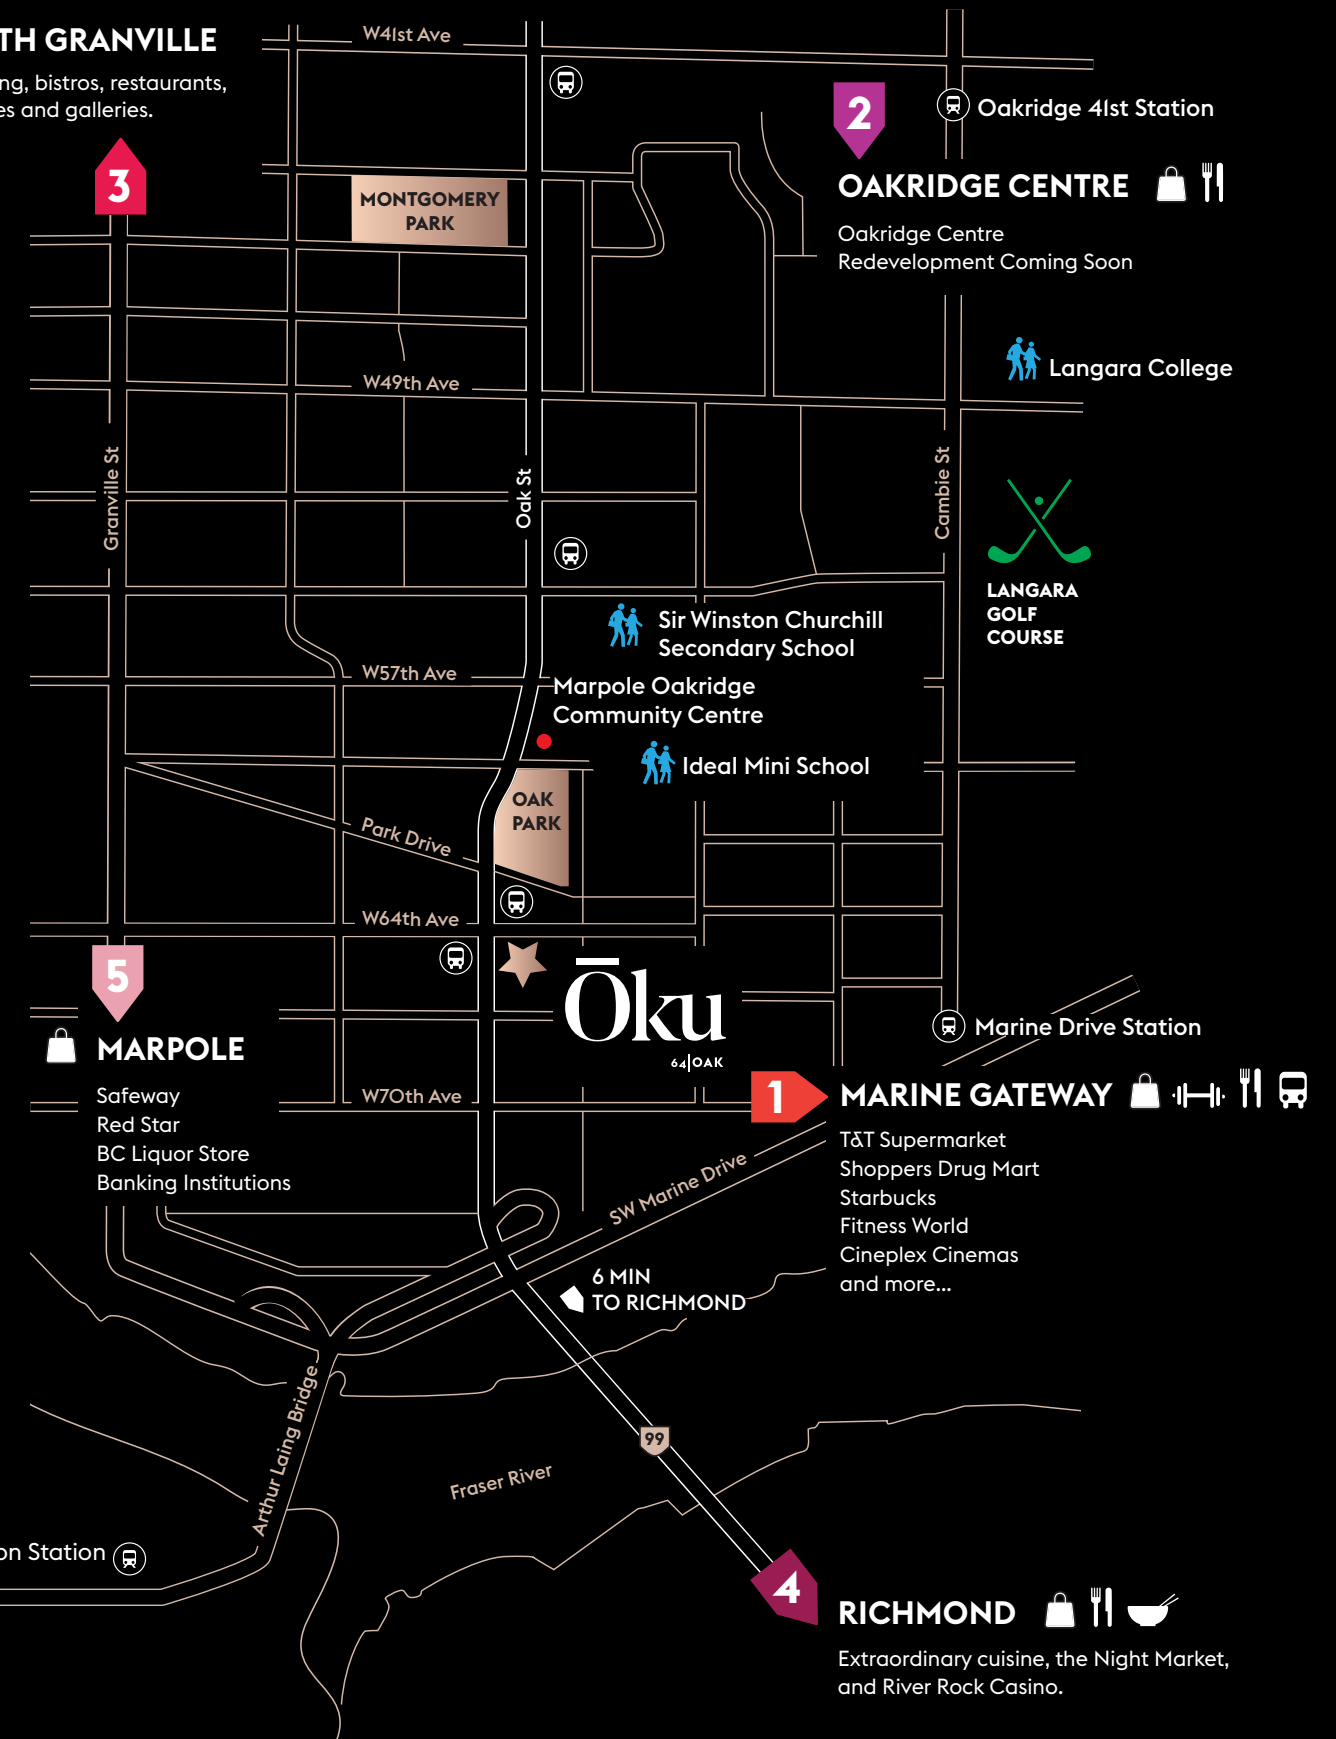 TH GRANVILLE
ng, bistros, restaurants,
es and galleries.
3
W41st Ave
2
Oakridge 41st Station
OAKRIDGE CENTRE
Oakridge Centre
Redevelopment Coming Soon
MONTGOMERY
PARK
W49th Ave
Langara College
Granville St
Oak St
Cambie St
LANGARA
GOLF
COURSE
Sir Winston Churchill
Secondary School
W57th Ave
Marpole Oakridge
Community Centre
Ideal Mini School
OAK
PARK
Park Drive
W64th Ave
5
MARPOLE
Safeway
Red Star
BC Liquor Store
Banking Institutions
Ōku
64|OAK
Marine Drive Station
W70th Ave
1
MARINE GATEWAY
T&T Supermarket
Shoppers Drug Mart
Starbucks
Fitness World
Cineplex Cinemas
and more...
SW Marine Drive
6 MIN
TO RICHMOND
Arthur Laing Bridge
99
Fraser River
on Station
4
RICHMOND
Extraordinary cuisine, the Night Market,
and River Rock Casino.